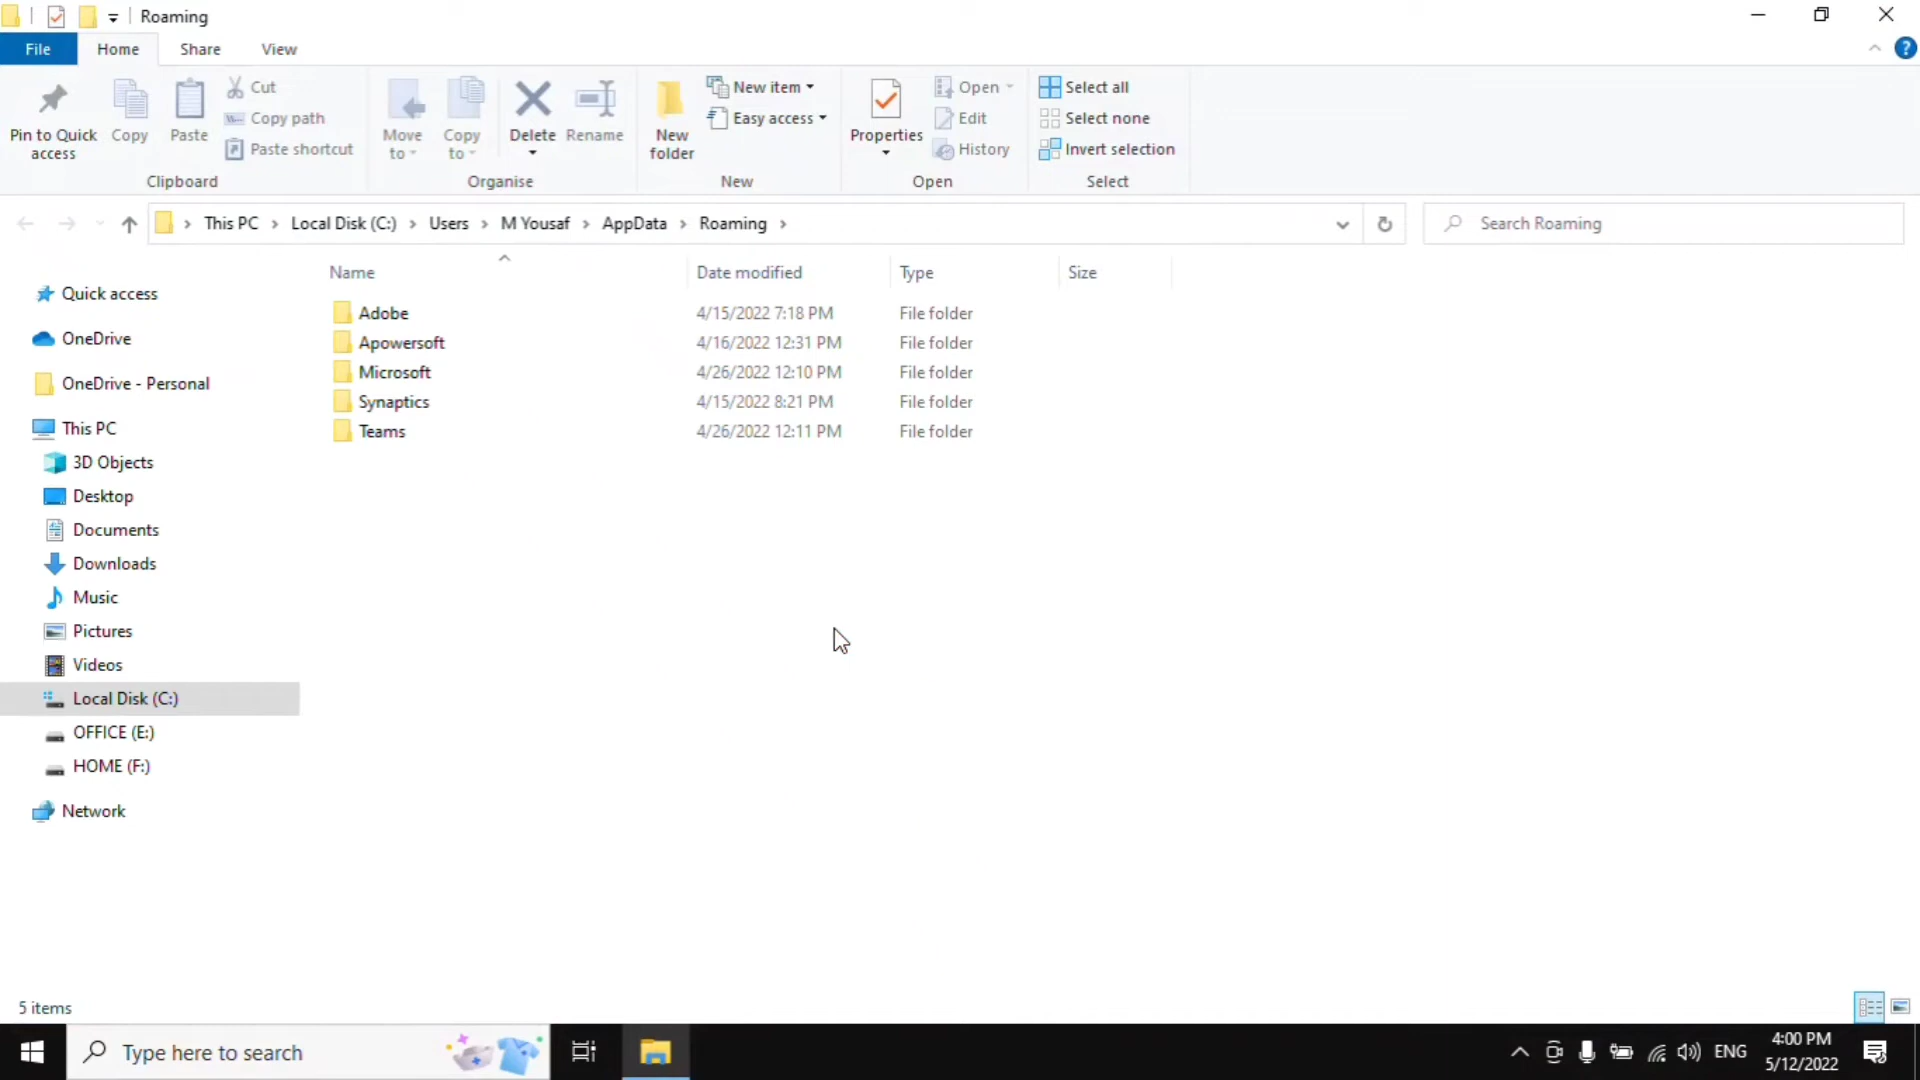 Roaming
File Home Share View
Pin to Quick access
Copy
Paste
Cut
Copy path
Paste shortcut
Clipboard
Move to
Copy to
Delete
Rename
Organise
New folder
New item
Easy access
New
Properties
Open
Edit
History
Open
Select all
Select none
Invert selection
Select
This PC > Local Disk (C:) > Users > M Yousaf > AppData > Roaming >
Search Roaming
Quick access
OneDrive
OneDrive - Personal
This PC
3D Objects
Desktop
Documents
Downloads
Music
Pictures
Videos
Local Disk (C:)
OFFICE (E:)
HOME (F:)
Network
Name Date modified Type Size
Adobe 4/15/2022 7:18 PM File folder
Apowersoft 4/16/2022 12:31 PM File folder
Microsoft 4/26/2022 12:10 PM File folder
Synaptics 4/15/2022 8:21 PM File folder
Teams 4/26/2022 12:11 PM File folder
5 items
Type here to search
ENG
4:00 PM
5/12/2022